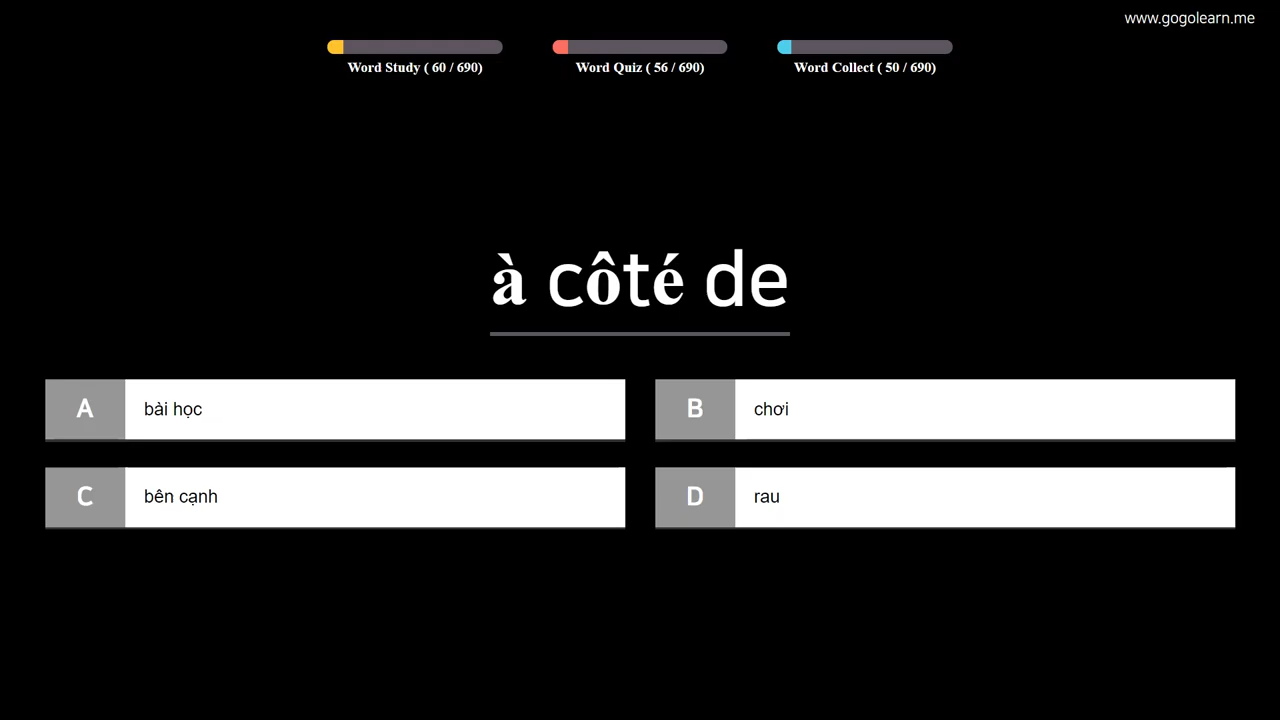 www.gogolearn.me
Word Study ( 60 / 690)
Word Quiz ( 56 / 690)
Word Collect ( 50 / 690)
à côté de
A bài học
B chơi
C bên cạnh
D rau